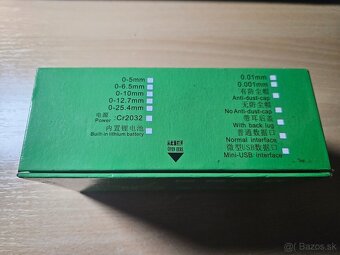 0-5mm
0-6.5mm
0-10mm
0-12.7mm
0-25.4mm
电源
Power :Cr2032
内置锂电池
Built-in lithium battery
0.01mm
0.001mm
有防尘帽
Anti-dust-cap
无防尘帽
No Anti-dust-cap
带耳后盖
With back lug
普通数据口
Normal interface
微型USB数据口
Mini-USB interface
bazos.sk